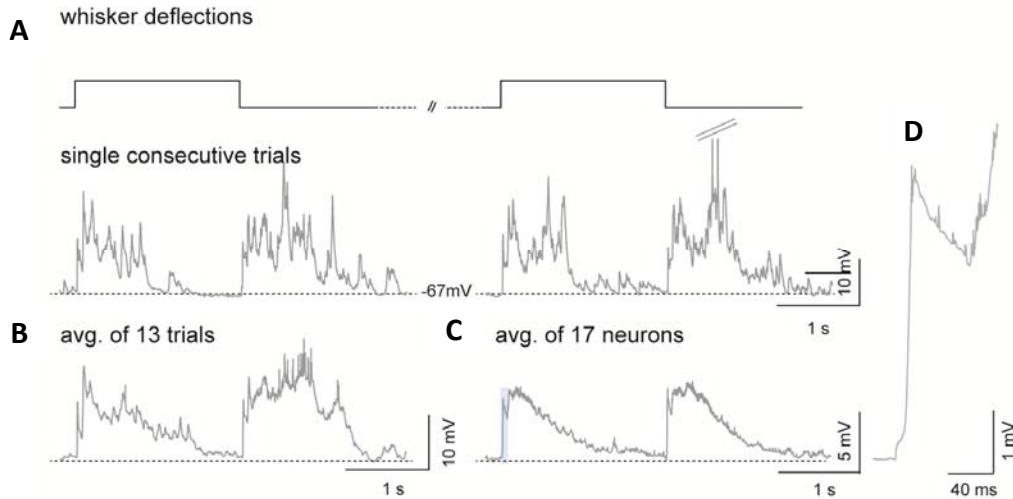 A
whisker deflections
single consecutive trials
D
-67mV
10 mV
1 s
B
avg. of 13 trials
C
avg. of 17 neurons
10 mV
1 s
5 mV
1 s
1 mV
40 ms